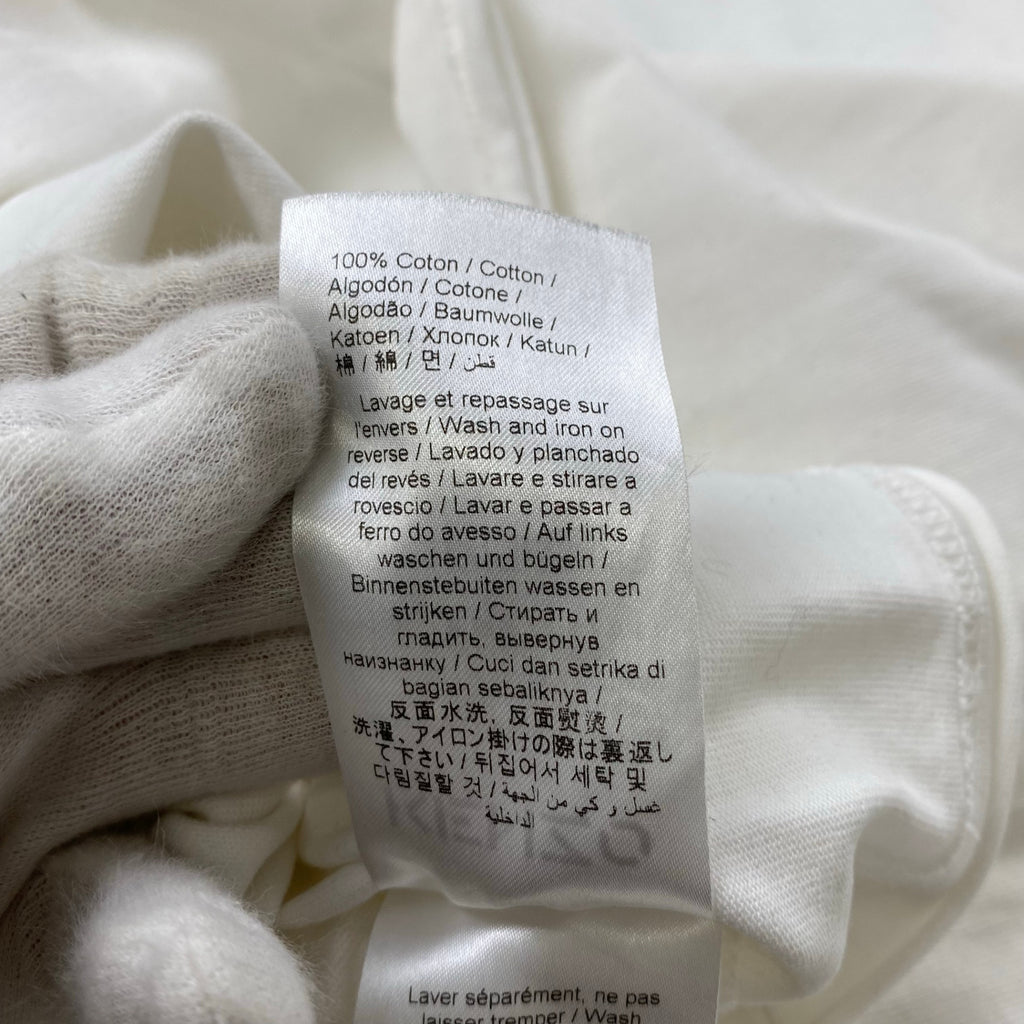 100% Coton / Cotton /
Algodón / Cotone /
Algodão / Baumwolle /
Katoen / Хлопок / Katun /
棉 / 綿 / 면 / قطن
Lavage et repassage sur
l'envers / Wash and iron on
reverse / Lavado y planchado
del revés / Lavare e stirare a
rovescio / Lavar e passar a
ferro do avesso / Auf links
waschen und bügeln /
Binnenstebuiten wassen en
strijken / Стирать и
гладить, вывернув
наизнанку / Cuci dan setrika di
bagian sebaliknya /
反面水洗, 反面熨烫 /
洗濯、アイロン掛けの際は裏返し
て下さい / 뒤집어서 세탁 및
다림질할 것 / غسل و كي من الجهة
الداخلية
KENZO
Laver séparément, ne pas
laisser tremper / Wash